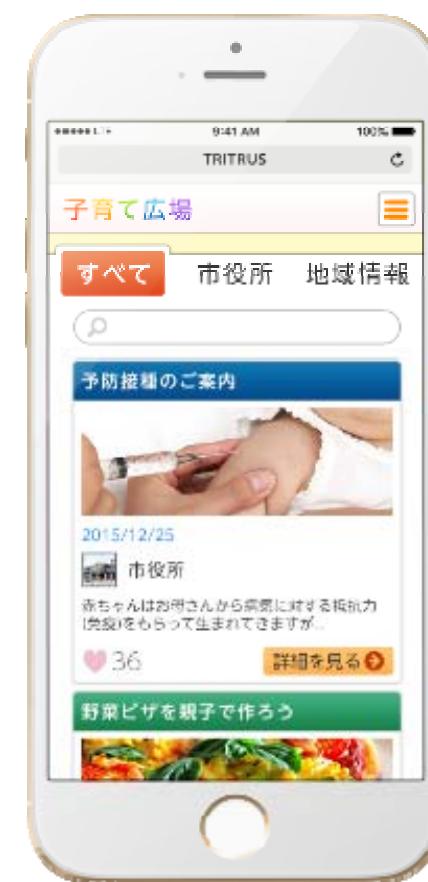 9:41 AM
100%
TRITRUS
子育て広場
すべて 市役所 地域情報
予防接種のご案内
2015/12/25
市役所
赤ちゃんはお母さんから病気に対する抵抗力
(免疫)をもらって生まれてきますが...
36
詳細を見る
野菜ピザを親子で作ろう